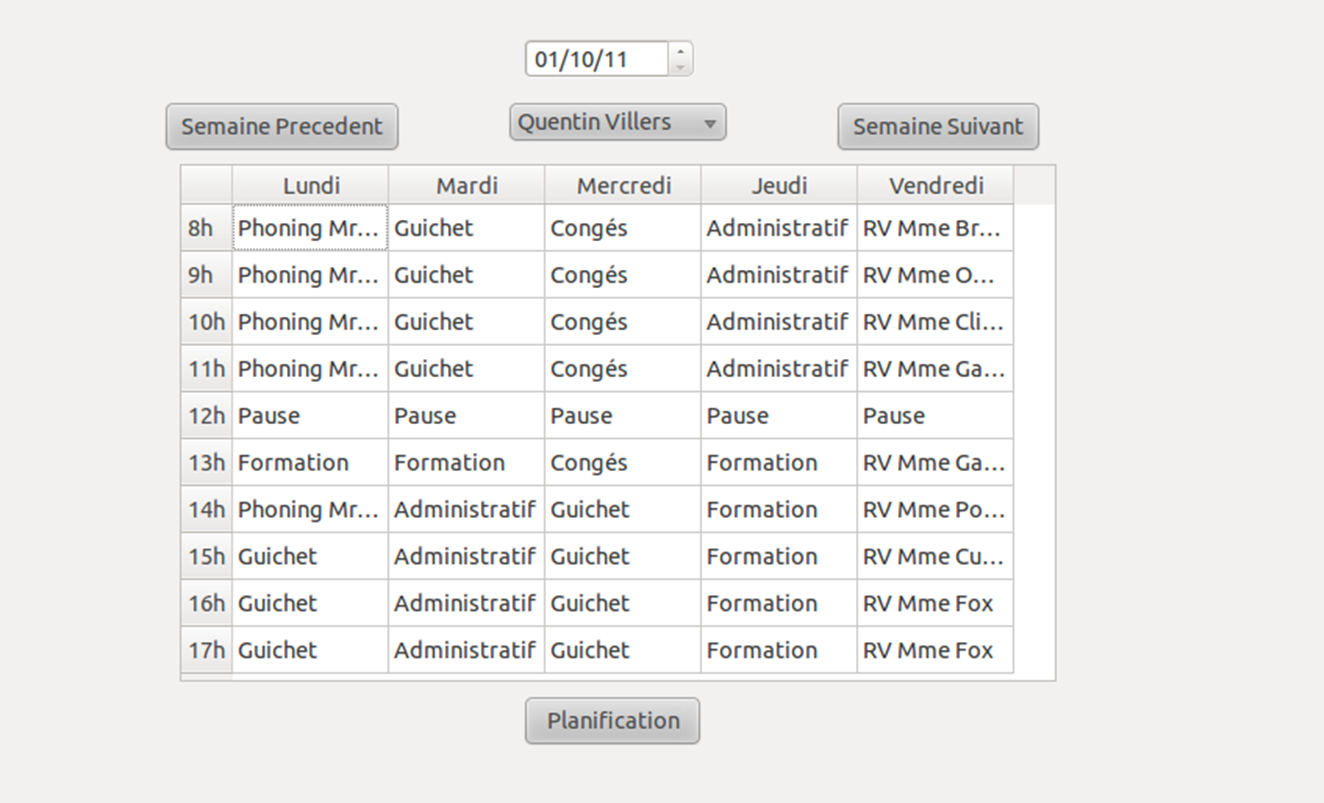 01/10/11
Semaine Precedent Quentin Villers Semaine Suivant
Lundi Mardi Mercredi Jeudi Vendredi
8h Phoning Mr... Guichet Congés Administratif RV Mme Br...
9h Phoning Mr... Guichet Congés Administratif RV Mme O...
10h Phoning Mr... Guichet Congés Administratif RV Mme Cli...
11h Phoning Mr... Guichet Congés Administratif RV Mme Ga...
12h Pause Pause Pause Pause Pause
13h Formation Formation Congés Formation RV Mme Ga...
14h Phoning Mr... Administratif Guichet Formation RV Mme Po...
15h Guichet Administratif Guichet Formation RV Mme Cu...
16h Guichet Administratif Guichet Formation RV Mme Fox
17h Guichet Administratif Guichet Formation RV Mme Fox
Planification